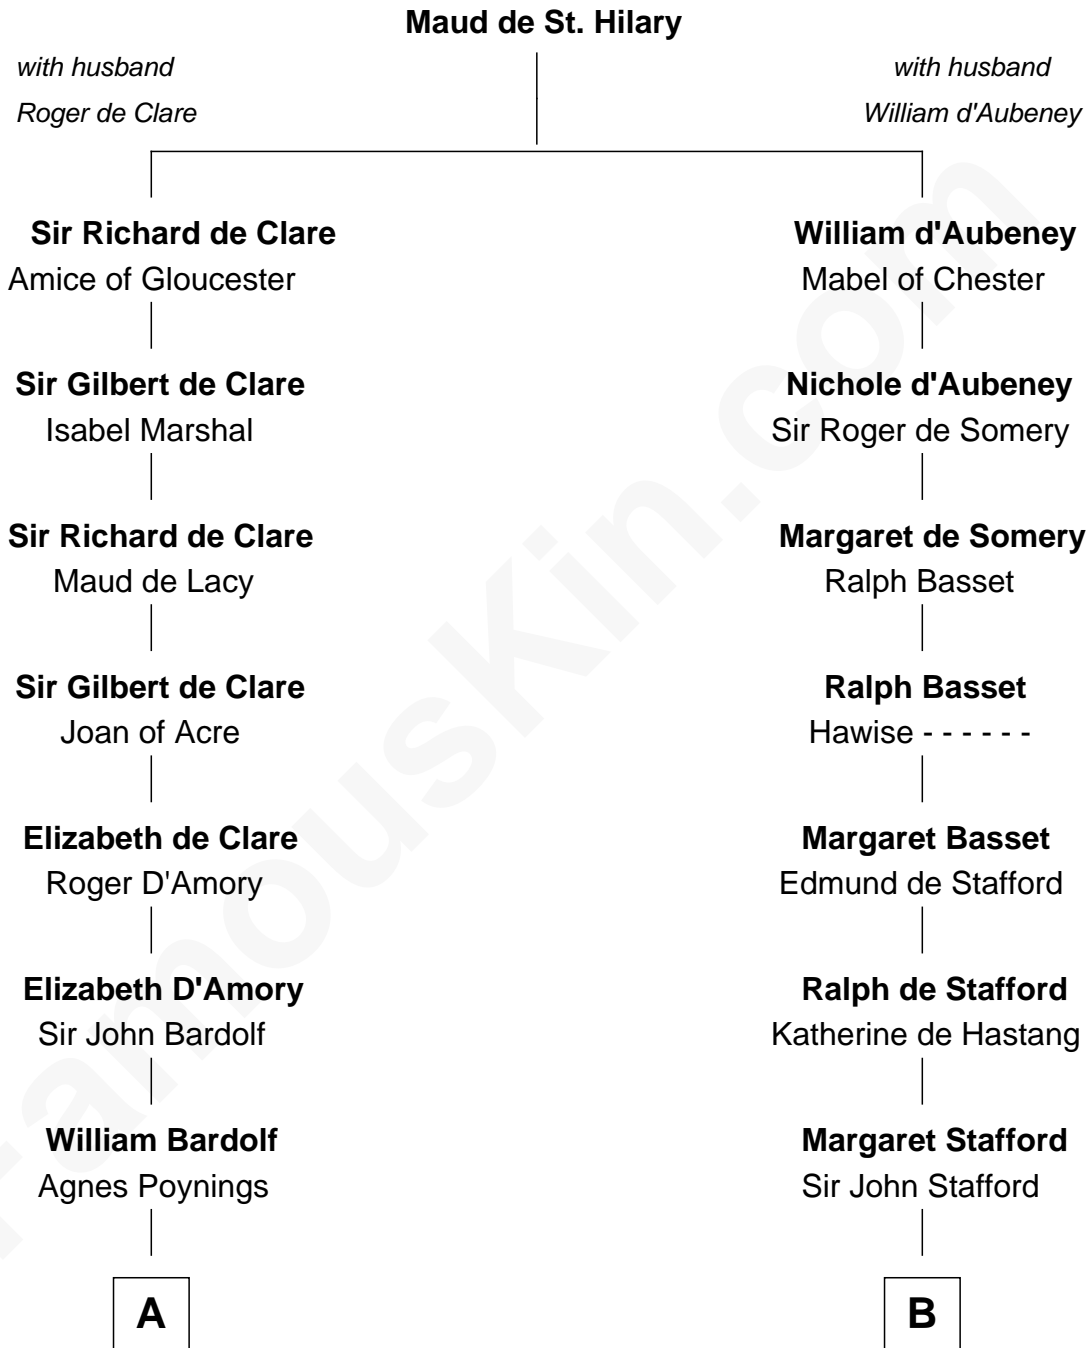 Maud de St. Hilary
with husband
Roger de Clare
with husband
William d'Aubeney
Sir Richard de Clare
Amice of Gloucester
William d'Aubeney
Mabel of Chester
Sir Gilbert de Clare
Isabel Marshal
Nichole d'Aubeney
Sir Roger de Somery
Sir Richard de Clare
Maud de Lacy
Margaret de Somery
Ralph Basset
Sir Gilbert de Clare
Joan of Acre
Ralph Basset
Hawise - - - - - -
Elizabeth de Clare
Roger D'Amory
Margaret Basset
Edmund de Stafford
Elizabeth D'Amory
Sir John Bardolf
Ralph de Stafford
Katherine de Hastang
William Bardolf
Agnes Poynings
Margaret Stafford
Sir John Stafford
A
B
FamousKin.com